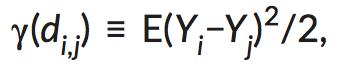 γ(d_{i,j}) ≡ E(Y_i–Y_j)²/2,